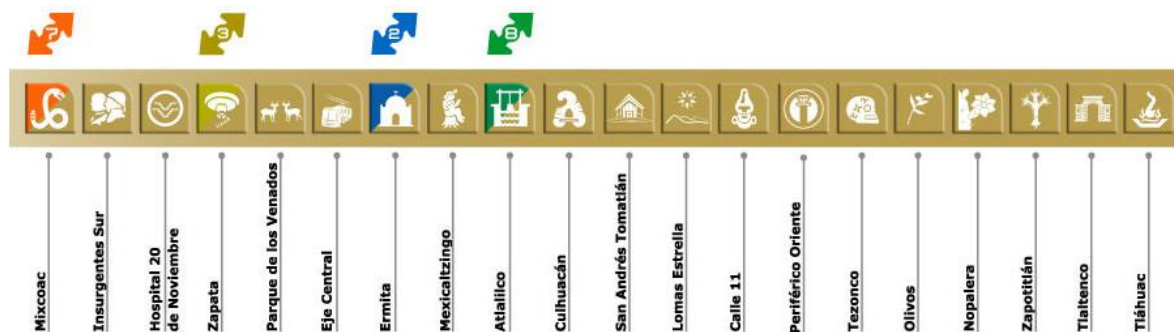 7
3
2
8
Mixcoac
Insurgentes Sur
Hospital 20
de Noviembre
Zapata
Parque de los Venados
Eje Central
Ermita
Mexicaltzingo
Atlalilco
Culhuacán
San Andrés Tomatlán
Lomas Estrella
Calle 11
Periférico Oriente
Tezonco
Olivos
Nopalera
Zapotitlán
Tlaltenco
Tláhuac